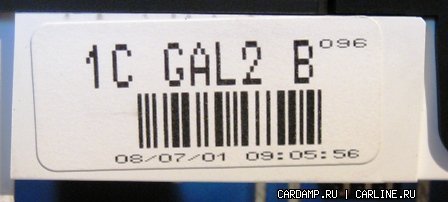 1C GAL2 B 096
08/07/01 09:05:56
CARDAMP.RU | CARLINE.RU